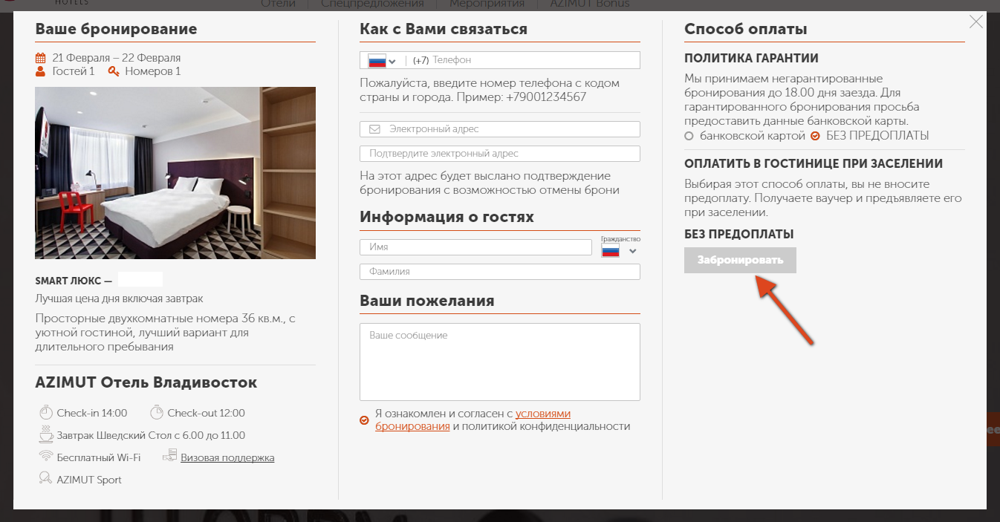 HOTELS
Отели
Спецпредложения
Мероприятия
AZIMUT Bonus
Ваше бронирование
21 Февраля – 22 Февраля
Гостей 1
Номеров 1
SMART ЛЮКС —
Лучшая цена дня включая завтрак
Просторные двухкомнатные номера 36 кв.м., с
уютной гостиной, лучший вариант для
длительного пребывания
AZIMUT Отель Владивосток
Check-in 14:00
Check-out 12:00
Завтрак Шведский Стол с 6.00 до 11.00
Бесплатный Wi-Fi
Визовая поддержка
AZIMUT Sport
Как с Вами связаться
(+7) Телефон
Пожалуйста, введите номер телефона с кодом
страны и города. Пример: +79001234567
Электронный адрес
Подтвердите электронный адрес
На этот адрес будет выслано подтверждение
бронирования с возможностью отмены брони
Информация о гостях
Имя
Гражданство
Фамилия
Ваши пожелания
Ваше сообщение
Я ознакомлен и согласен с условиями
бронирования и политикой конфиденциальности
Способ оплаты
ПОЛИТИКА ГАРАНТИИ
Мы принимаем негарантированные
бронирования до 18.00 дня заезда. Для
гарантированного бронирования просьба
предоставить данные банковской карты.
банковской картой
БЕЗ ПРЕДОПЛАТЫ
ОПЛАТИТЬ В ГОСТИНИЦЕ ПРИ ЗАСЕЛЕНИИ
Выбирая этот способ оплаты, вы не вносите
предоплату. Получаете ваучер и предъявляете его
при заселении.
БЕЗ ПРЕДОПЛАТЫ
Забронировать